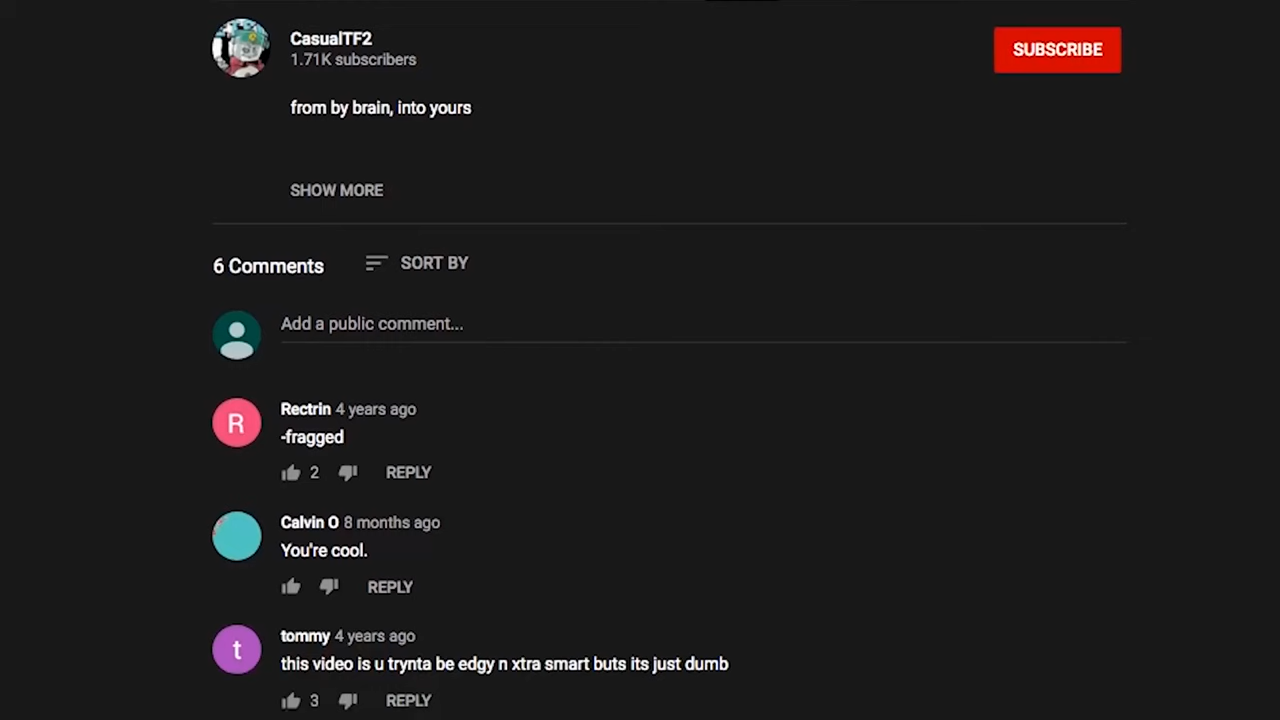 CasualTF2
1.71K subscribers
SUBSCRIBE
from by brain, into yours
SHOW MORE
6 Comments
SORT BY
Add a public comment...
R
Rectrin 4 years ago
-fragged
2
REPLY
Calvin O 8 months ago
You're cool.
REPLY
t
tommy 4 years ago
this video is u trynta be edgy n xtra smart buts its just dumb
3
REPLY